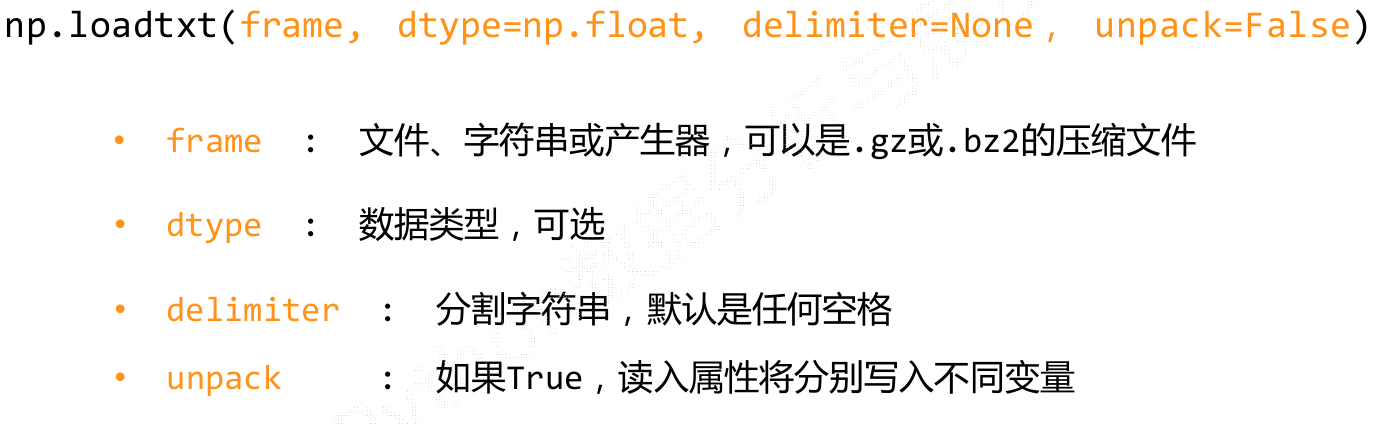 np.loadtxt(frame, dtype=np.float, delimiter=None， unpack=False)
• frame : 文件、字符串或产生器，可以是.gz或.bz2的压缩文件
• dtype : 数据类型，可选
• delimiter : 分割字符串，默认是任何空格
• unpack : 如果True，读入属性将分别写入不同变量